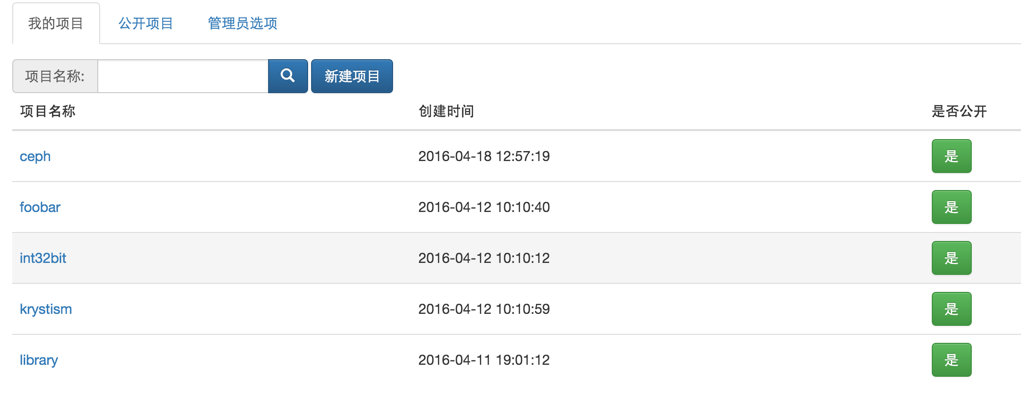 我的项目 公开项目 管理员选项
项目名称: 新建项目
项目名称 创建时间 是否公开
ceph 2016-04-18 12:57:19 是
foobar 2016-04-12 10:10:40 是
int32bit 2016-04-12 10:10:12 是
krystism 2016-04-12 10:10:59 是
library 2016-04-11 19:01:12 是